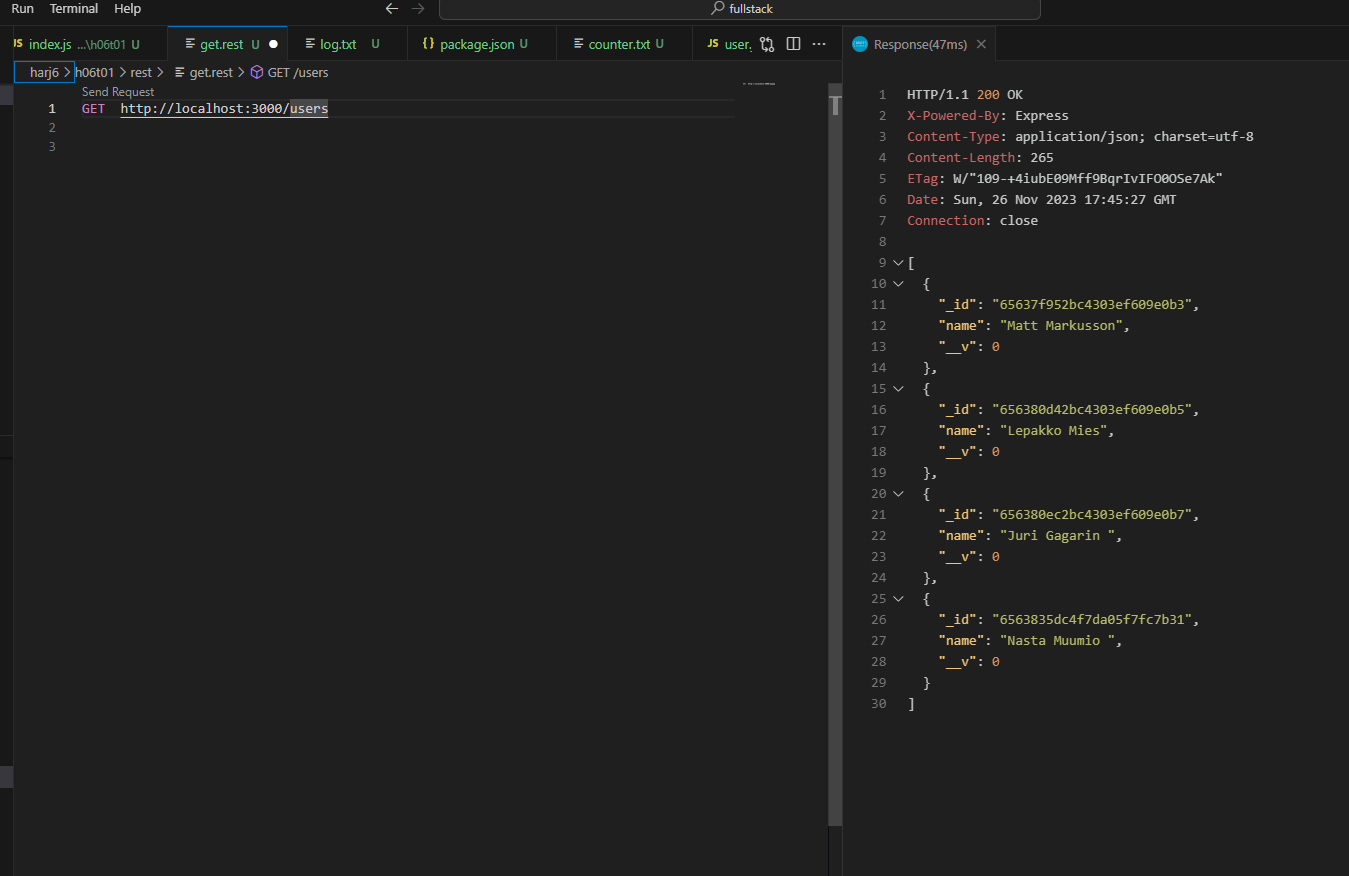 Run Terminal Help
fullstack
JS index.js ...\h06t01 U
get.rest U
log.txt U
{} package.json U
counter.txt U
JS user.
Response(47ms)
harj6 > h06t01 > rest > get.rest > GET /users
Send Request
1 GET http://localhost:3000/users
2
3
1 HTTP/1.1 200 OK
2 X-Powered-By: Express
3 Content-Type: application/json; charset=utf-8
4 Content-Length: 265
5 ETag: W/"109-+4iubE09Mff9BqrIvIFO0OSe7Ak"
6 Date: Sun, 26 Nov 2023 17:45:27 GMT
7 Connection: close
8
9 [
10 {
11 "_id": "65637f952bc4303ef609e0b3",
12 "name": "Matt Markusson",
13 "__v": 0
14 },
15 {
16 "_id": "656380d42bc4303ef609e0b5",
17 "name": "Lepakko Mies",
18 "__v": 0
19 },
20 {
21 "_id": "656380ec2bc4303ef609e0b7",
22 "name": "Juri Gagarin ",
23 "__v": 0
24 },
25 {
26 "_id": "6563835dc4f7da05f7fc7b31",
27 "name": "Nasta Muumio ",
28 "__v": 0
29 }
30 ]